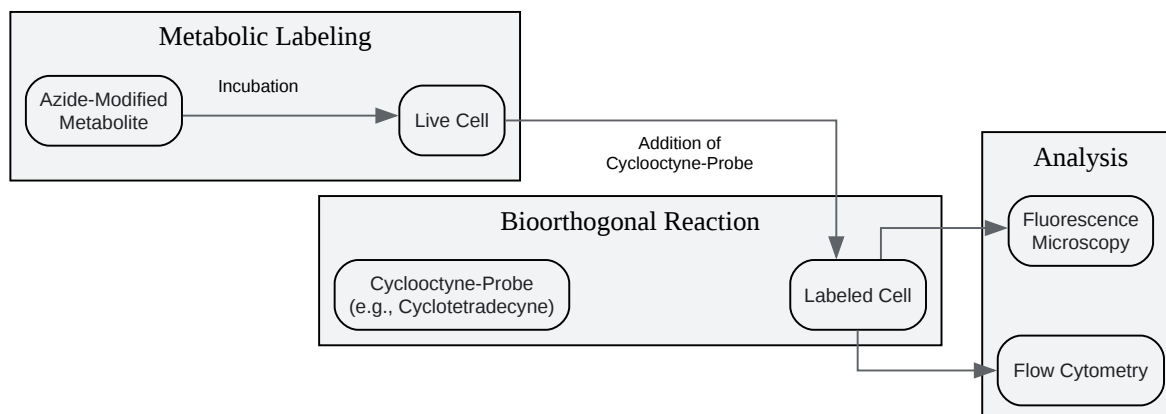 Metabolic Labeling
Azide-Modified
Metabolite
Incubation
Live Cell
Addition of
Cyclooctyne-Probe
Bioorthogonal Reaction
Cyclooctyne-Probe
(e.g., Cyclotetradecyne)
Labeled Cell
Analysis
Fluorescence
Microscopy
Flow Cytometry